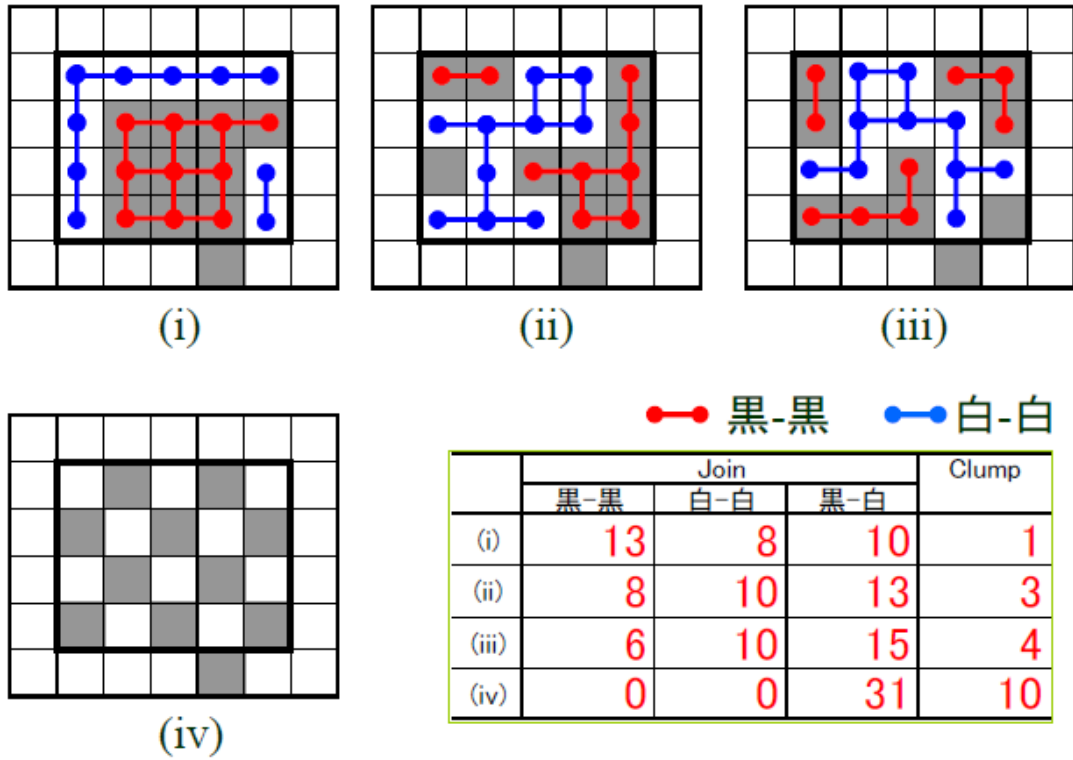 (i) (ii) (iii)
(iv)
黒-黒 白-白
Join Clump
黒-黒 白-白 黒-白
(i) 13 8 10 1
(ii) 8 10 13 3
(iii) 6 10 15 4
(iv) 0 0 31 10